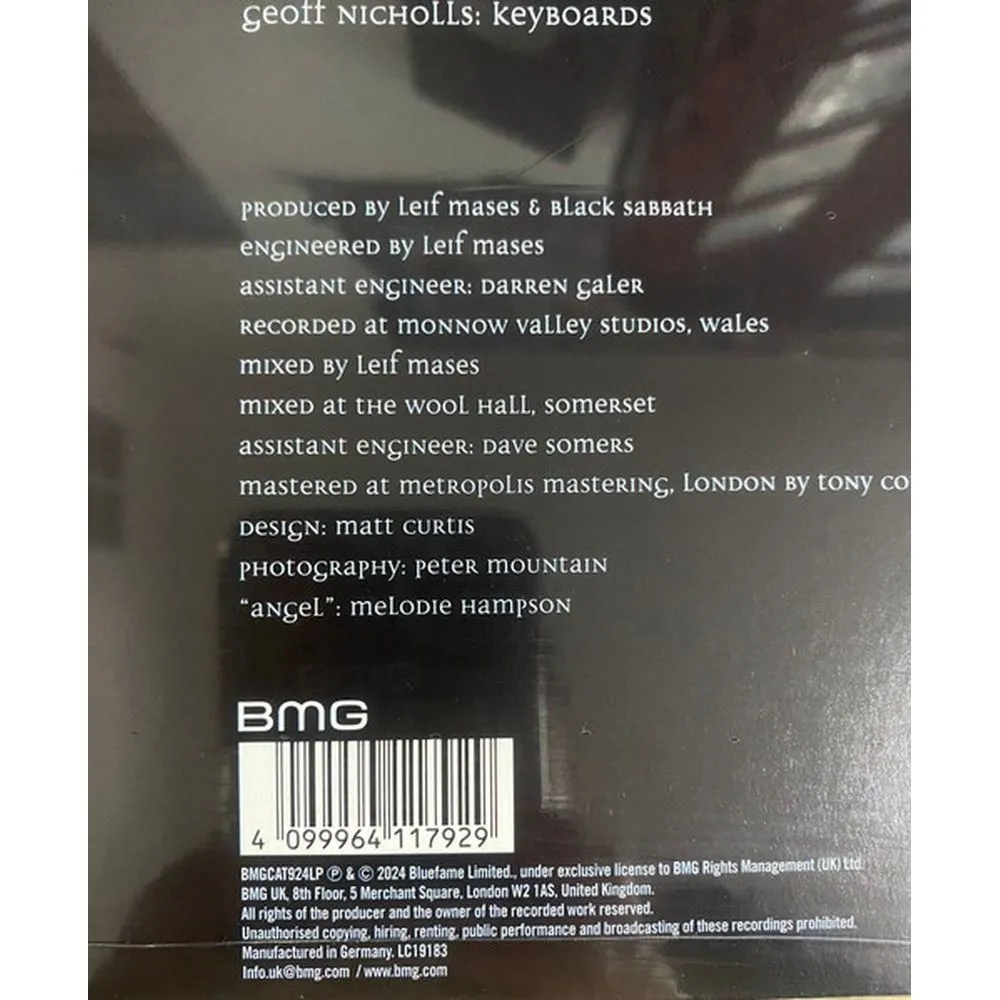 geoff NICHOLLS: keyboards
PRODUCED BY Leif mases & BLack sabbath
engineered by Leif mases
assistant engineer: Darren galer
Recorded at monnow valley studios, wales
mixed by Leif mases
mixed at the wool Hall, somerset
assistant engineer: Dave somers
mastered at metropolis mastering, London by tony co
Design: matt curtis
photography: peter mountain
"angel": melodie Hampson
BMG
4 099964 117929
BMGCAT924LP ℗ & © 2024 Bluefame Limited., under exclusive license to BMG Rights Management (UK) Ltd.
BMG UK, 8th Floor, 5 Merchant Square, London W2 1AS, United Kingdom.
All rights of the producer and the owner of the recorded work reserved.
Unauthorised copying, hiring, renting, public performance and broadcasting of these recordings prohibited.
Manufactured in Germany. LC19183
Info.uk@bmg.com / www.bmg.com